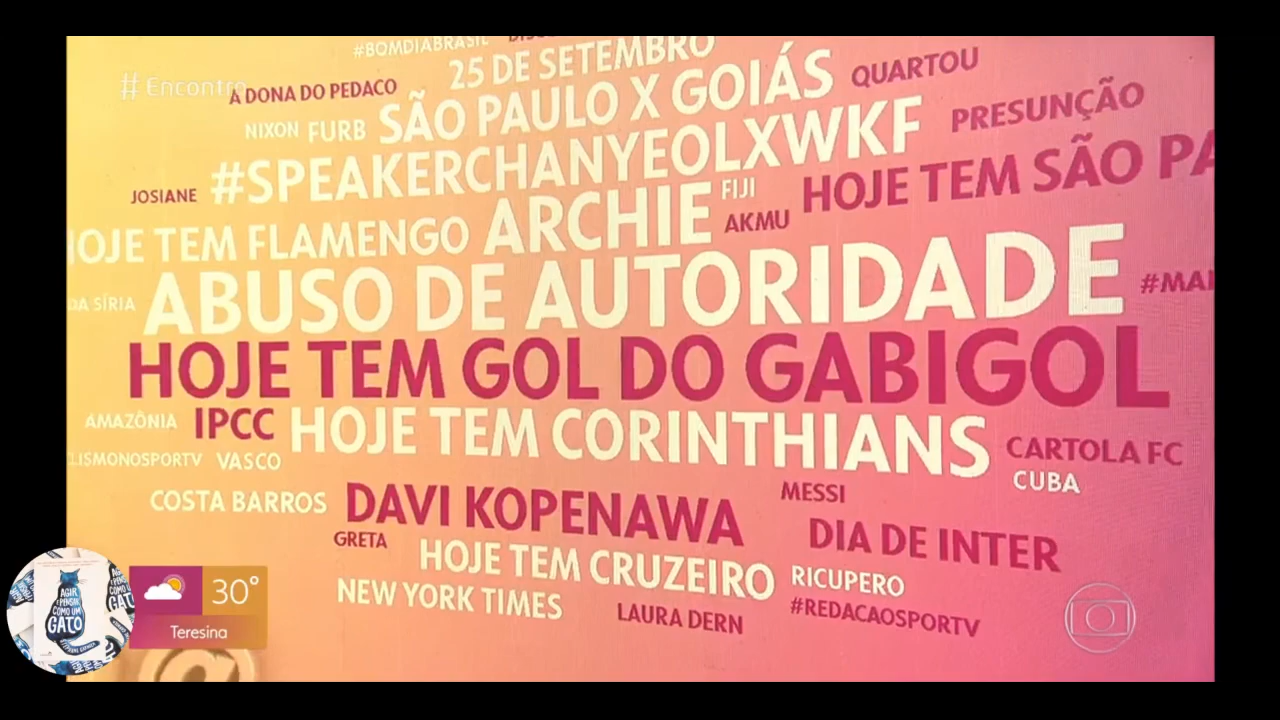 #BOMDIABRASIL
25 DE SETEMBRO
# Encontro
A DONA DO PEDACO
NIXON FURB SÃO PAULO X GOIÁS QUARTOU
#SPEAKERCHANYEOLXWKF PRESUNÇÃO
JOSIANE
HOJE TEM FLAMENGO ARCHIE FIJI AKMU HOJE TEM SÃO PA
DA SÍRIA ABUSO DE AUTORIDADE #MA
HOJE TEM GOL DO GABIGOL
AMAZÔNIA IPCC HOJE TEM CORINTHIANS CARTOLA FC
LISMONOSPORTV VASCO CUBA
COSTA BARROS DAVI KOPENAWA MESSI
GRETA DIA DE INTER
HOJE TEM CRUZEIRO RICUPERO
NEW YORK TIMES LAURA DERN #REDACAOSPORTV
AGIR E PENSAR COMO UM GATO
30°
Teresina
@